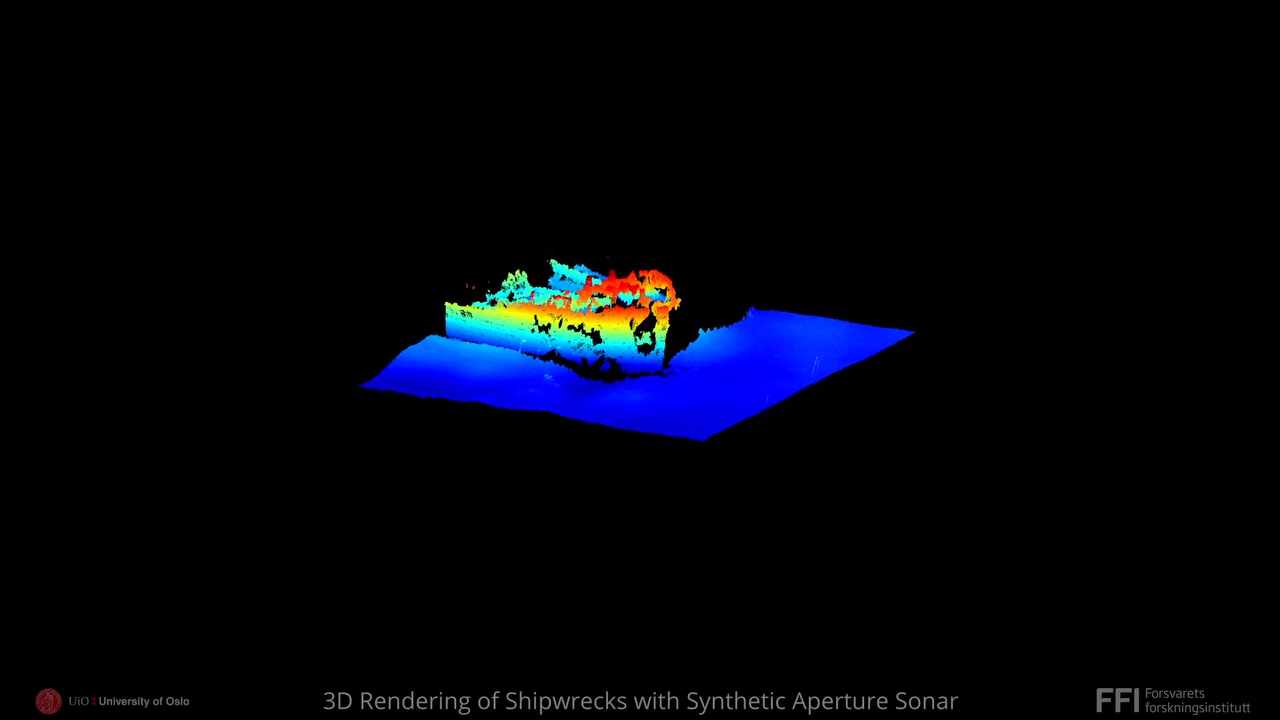 UiO University of Oslo
3D Rendering of Shipwrecks with Synthetic Aperture Sonar
FFI Forsvarets
forskningsinstitutt